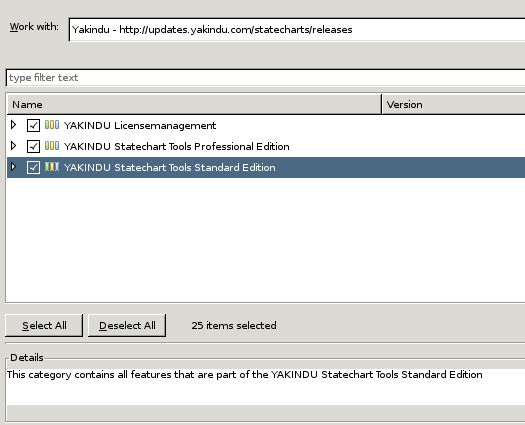 Work with: Yakindu - http://updates.yakindu.com/statecharts/releases
type filter text
Name Version
YAKINDU Licensemanagement
YAKINDU Statechart Tools Professional Edition
YAKINDU Statechart Tools Standard Edition
Select All Deselect All 25 items selected
Details
This category contains all features that are part of the YAKINDU Statechart Tools Standard Edition